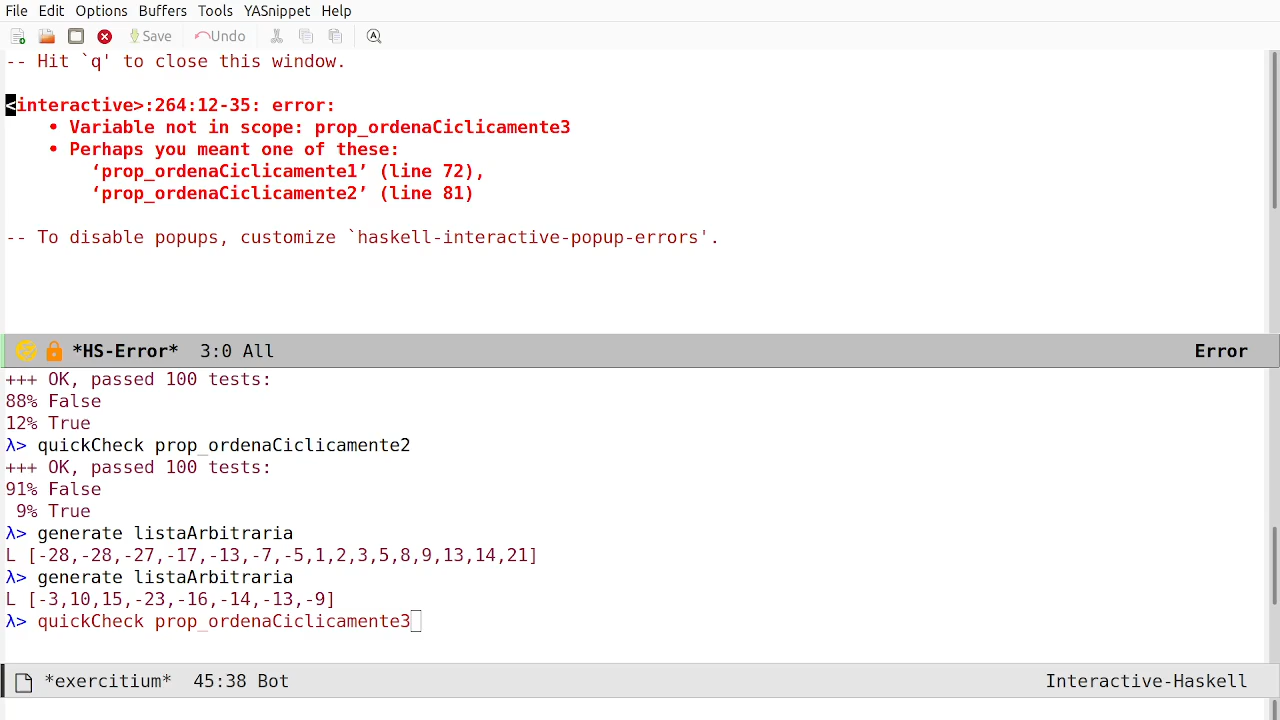 File Edit Options Buffers Tools YASnippet Help
Save Undo
-- Hit `q' to close this window.
<interactive>:264:12-35: error:
• Variable not in scope: prop_ordenaCiclicamente3
• Perhaps you meant one of these:
‘prop_ordenaCiclicamente1’ (line 72),
‘prop_ordenaCiclicamente2’ (line 81)
-- To disable popups, customize `haskell-interactive-popup-errors'.
*HS-Error* 3:0 All Error
+++ OK, passed 100 tests:
88% False
12% True
λ> quickCheck prop_ordenaCiclicamente2
+++ OK, passed 100 tests:
91% False
9% True
λ> generate listaArbitraria
L [-28,-28,-27,-17,-13,-7,-5,1,2,3,5,8,9,13,14,21]
λ> generate listaArbitraria
L [-3,10,15,-23,-16,-14,-13,-9]
λ> quickCheck prop_ordenaCiclicamente3
*exercitium* 45:38 Bot Interactive-Haskell